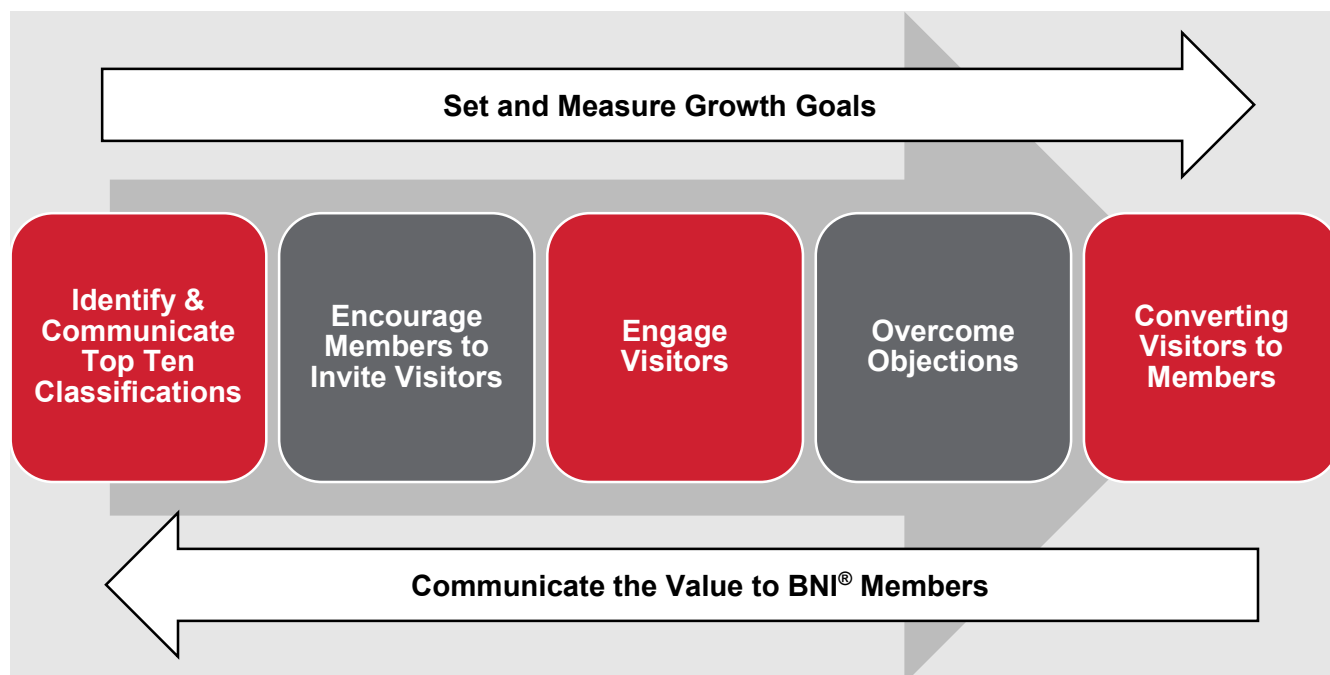 Set and Measure Growth Goals
Identify &
Communicate
Top Ten
Classifications
Encourage
Members to
Invite Visitors
Engage
Visitors
Overcome
Objections
Converting
Visitors to
Members
Communicate the Value to BNI® Members